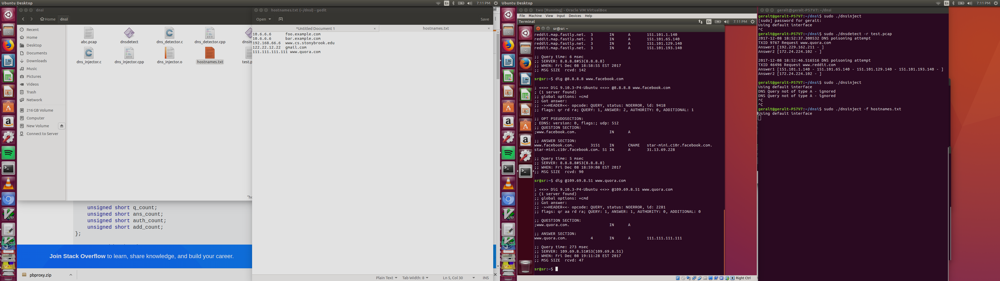 Ubuntu Desktop
En
7:11 PM
dnsi
Home
dnsi
Recent
Home
Desktop
Documents
Downloads
Music
Pictures
Videos
Trash
Network
216 GB Volume
Computer
New Volume
Connect to Server
abc.pcap
dnsdetect
dns_detector.c
dns_detector.cpp
dnsin
dns_injector.c
dns_injector.cpp
dns_injector.o
hostnames.txt
test.p
"ho
unsigned short q_count;
unsigned short ans_count;
unsigned short auth_count;
unsigned short add_count;
};
Join Stack Overflow to learn, share knowledge, and build your career.
pbproxy.zip
hostnames.txt (~/dnsi) - gedit
Open
Save
*Untitled Document 1
hostnames.txt
10.6.6.6 foo.example.com
10.6.6.6 bar.example.com
192.168.66.6 www.cs.stonybrook.edu
122.22.12.22 gmail.com
111.111.111.111 www.quora.com
Plain Text
Tab Width: 8
Ln 5, Col 30
INS
Ubuntu Desktop
En
7:11 PM
two [Running] - Oracle VM VirtualBox
File Machine View Input Devices Help
Terminal
En
7:11 PM
sr@sr: ~
reddit.map.fastly.net. 3 IN A 151.101.1.140
reddit.map.fastly.net. 3 IN A 151.101.65.140
reddit.map.fastly.net. 3 IN A 151.101.129.140
reddit.map.fastly.net. 3 IN A 151.101.193.140
;; Query time: 6 msec
;; SERVER: 8.8.8.8#53(8.8.8.8)
;; WHEN: Fri Dec 08 18:58:55 EST 2017
;; MSG SIZE rcvd: 142
sr@sr:~$ dig @8.8.8.8 www.facebook.com
; <<>> DiG 9.10.3-P4-Ubuntu <<>> @8.8.8.8 www.facebook.com
; (1 server found)
;; global options: +cmd
;; Got answer:
;; ->>HEADER<<- opcode: QUERY, status: NOERROR, id: 9418
;; flags: qr rd ra; QUERY: 1, ANSWER: 2, AUTHORITY: 0, ADDITIONAL: 1
;; OPT PSEUDOSECTION:
; EDNS: version: 0, flags:; udp: 512
;; QUESTION SECTION:
;www.facebook.com. IN A
;; ANSWER SECTION:
www.facebook.com. 3151 IN CNAME star-mini.c10r.facebook.com.
star-mini.c10r.facebook.com. 51 IN A 31.13.69.228
;; Query time: 5 msec
;; SERVER: 8.8.8.8#53(8.8.8.8)
;; WHEN: Fri Dec 08 18:59:08 EST 2017
;; MSG SIZE rcvd: 90
sr@sr:~$ dig @109.69.8.51 www.quora.com
; <<>> DiG 9.10.3-P4-Ubuntu <<>> @109.69.8.51 www.quora.com
; (1 server found)
;; global options: +cmd
;; Got answer:
;; ->>HEADER<<- opcode: QUERY, status: NOERROR, id: 2281
;; flags: qr aa rd ra; QUERY: 1, ANSWER: 1, AUTHORITY: 0, ADDITIONAL: 0
;; QUESTION SECTION:
;www.quora.com. IN A
;; ANSWER SECTION:
www.quora.com. 4 IN A 111.111.111.111
;; Query time: 273 msec
;; SERVER: 109.69.8.51#53(109.69.8.51)
;; WHEN: Fri Dec 08 19:11:28 EST 2017
;; MSG SIZE rcvd: 47
sr@sr:~$
Right Ctrl
geralt@geralt-P57V7: ~/dnsi
geralt@geralt-P57V7:~/dnsi$ sudo ./dnsinject
[sudo] password for geralt:
Using default interface
^C
geralt@geralt-P57V7:~/dnsi$ sudo ./dnsdetect -r test.pcap
2017-12-08 18:52:37.300532 DNS poisoning attempt
TXID 9767 Request www.quora.com
Answer1 [192.229.162.211 - ]
Answer2 [172.24.224.102 - ]
2017-12-08 18:52:46.516516 DNS poisoning attempt
TXID 46496 Request www.reddit.com
Answer1 [151.101.1.140 - 151.101.65.140 - 151.101.129.140 - 151.101.193.140 - ]
Answer2 [172.24.224.102 - ]
geralt@geralt-P57V7:~/dnsi$ sudo ./dnsinject
Using default interface
DNS Query not of type A - ignored
DNS Query not of type A - ignored
^C
^C
geralt@geralt-P57V7:~/dnsi$ sudo ./dnsinject -f hostnames.txt
Using default interface